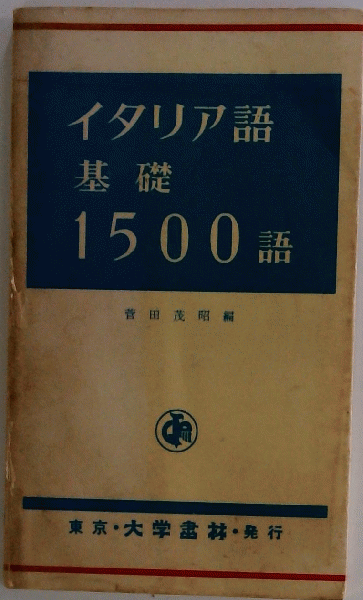 イタリア語
基礎
1500語
菅田茂昭編
東京・大学書林・発行